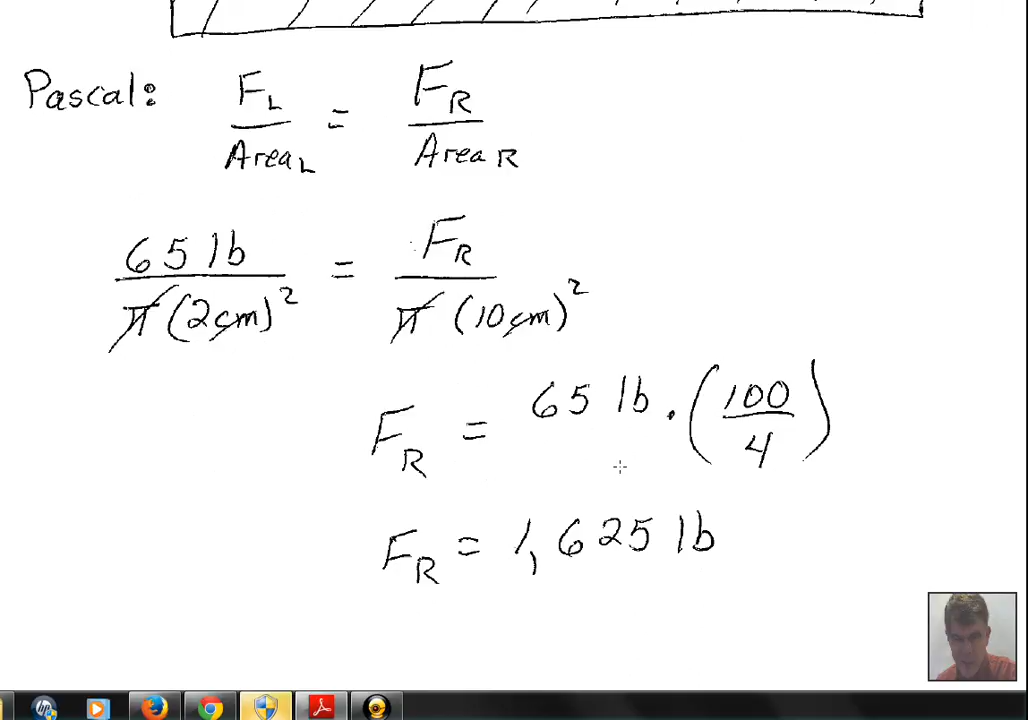 Pascal: F_L / Area_L = F_R / Area_R
65 lb / π(2cm)² = F_R / π(10cm)²
F_R = 65 lb · (100/4)
F_R = 1,625 lb
hp